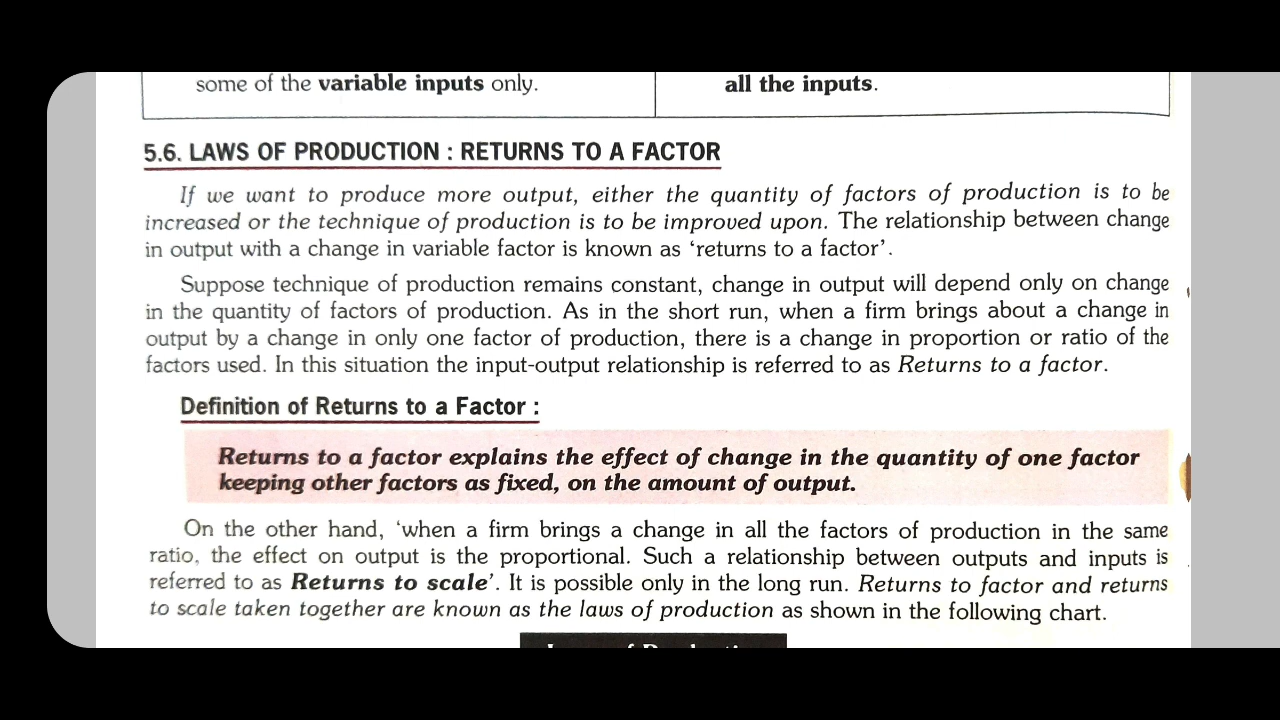 some of the variable inputs only.
all the inputs.
5.6. LAWS OF PRODUCTION : RETURNS TO A FACTOR
If we want to produce more output, either the quantity of factors of production is to be
increased or the technique of production is to be improved upon. The relationship between change
in output with a change in variable factor is known as ‘returns to a factor’.
Suppose technique of production remains constant, change in output will depend only on change
in the quantity of factors of production. As in the short run, when a firm brings about a change in
output by a change in only one factor of production, there is a change in proportion or ratio of the
factors used. In this situation the input-output relationship is referred to as Returns to a factor.
Definition of Returns to a Factor :
Returns to a factor explains the effect of change in the quantity of one factor
keeping other factors as fixed, on the amount of output.
On the other hand, ‘when a firm brings a change in all the factors of production in the same
ratio, the effect on output is the proportional. Such a relationship between outputs and inputs is
referred to as Returns to scale’. It is possible only in the long run. Returns to factor and returns
to scale taken together are known as the laws of production as shown in the following chart.